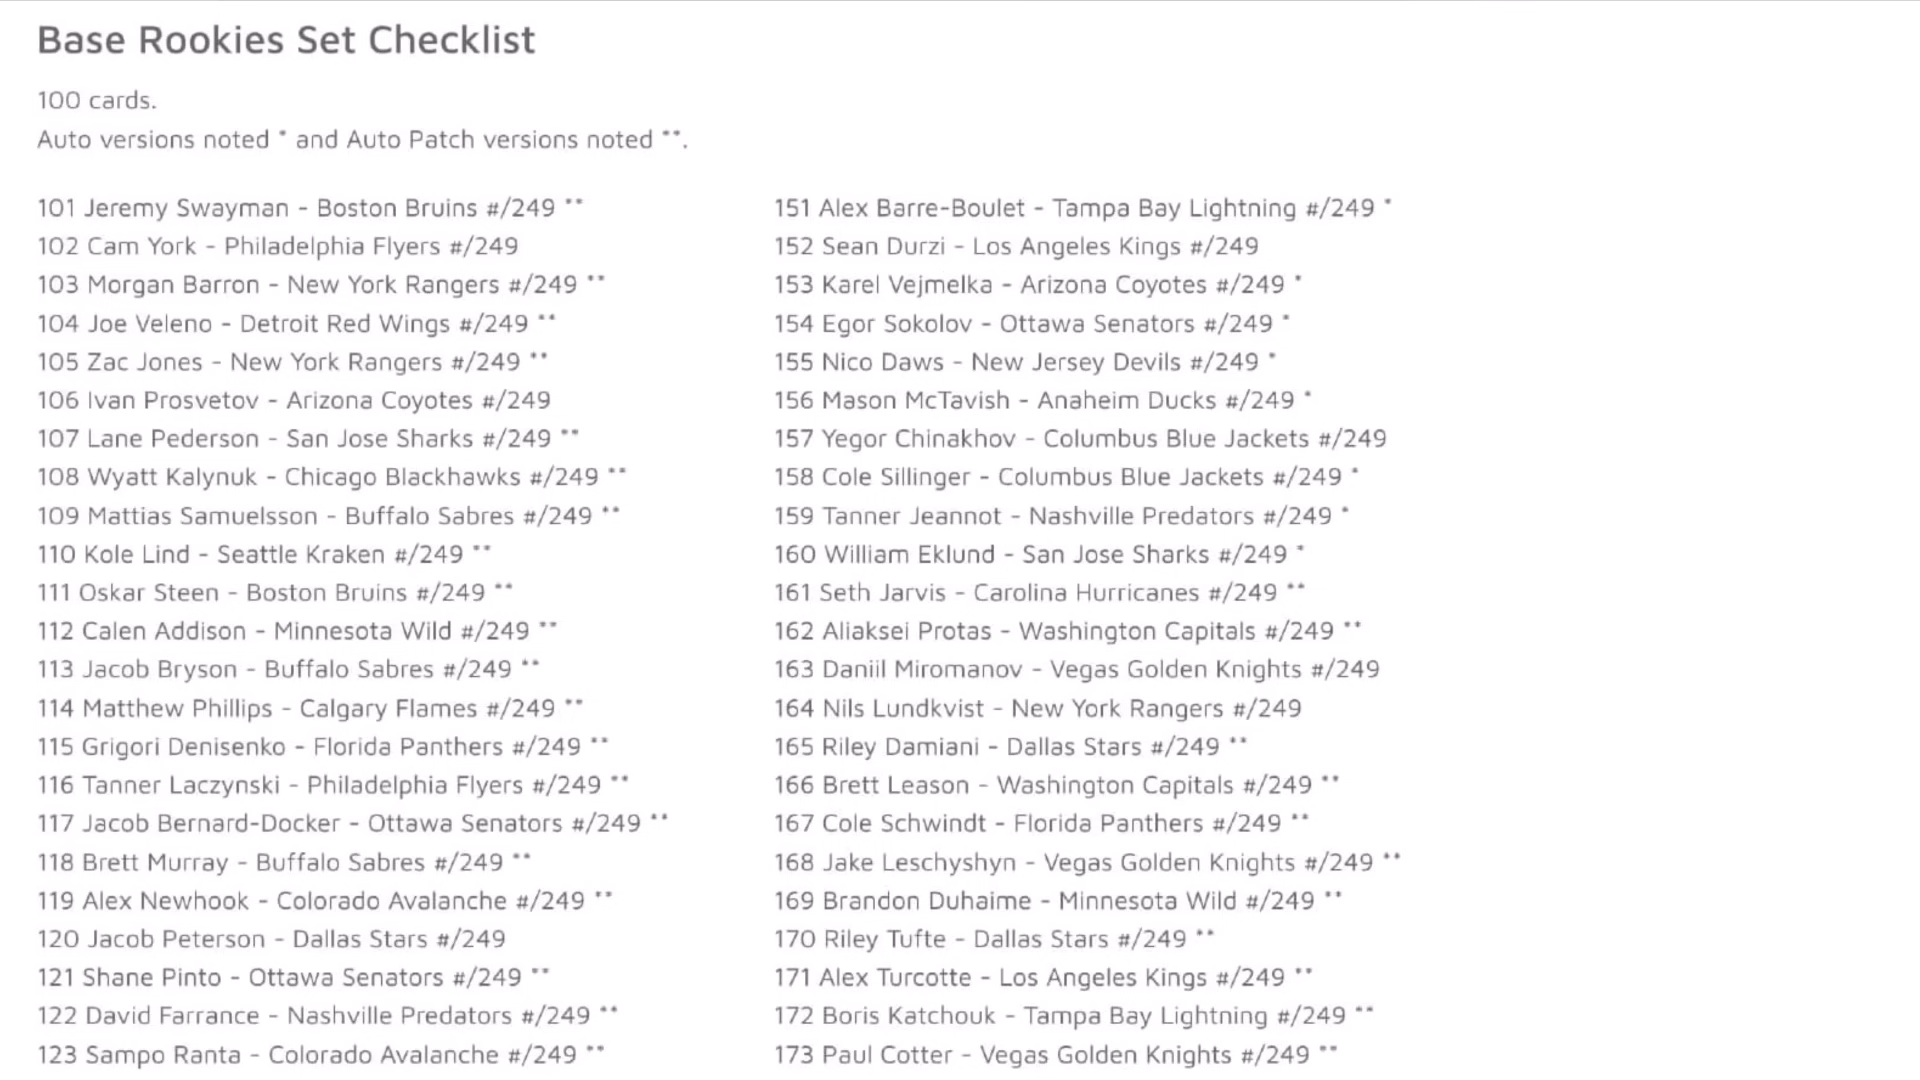 Base Rookies Set Checklist
100 cards.
Auto versions noted * and Auto Patch versions noted **.
101 Jeremy Swayman - Boston Bruins #/249 **
102 Cam York - Philadelphia Flyers #/249
103 Morgan Barron - New York Rangers #/249 **
104 Joe Veleno - Detroit Red Wings #/249 **
105 Zac Jones - New York Rangers #/249 **
106 Ivan Prosvetov - Arizona Coyotes #/249
107 Lane Pederson - San Jose Sharks #/249 **
108 Wyatt Kalynuk - Chicago Blackhawks #/249 **
109 Mattias Samuelsson - Buffalo Sabres #/249 **
110 Kole Lind - Seattle Kraken #/249 **
111 Oskar Steen - Boston Bruins #/249 **
112 Calen Addison - Minnesota Wild #/249 **
113 Jacob Bryson - Buffalo Sabres #/249 **
114 Matthew Phillips - Calgary Flames #/249 **
115 Grigori Denisenko - Florida Panthers #/249 **
116 Tanner Laczynski - Philadelphia Flyers #/249 **
117 Jacob Bernard-Docker - Ottawa Senators #/249 **
118 Brett Murray - Buffalo Sabres #/249 **
119 Alex Newhook - Colorado Avalanche #/249 **
120 Jacob Peterson - Dallas Stars #/249
121 Shane Pinto - Ottawa Senators #/249 **
122 David Farrance - Nashville Predators #/249 **
123 Sampo Ranta - Colorado Avalanche #/249 **
151 Alex Barre-Boulet - Tampa Bay Lightning #/249 *
152 Sean Durzi - Los Angeles Kings #/249
153 Karel Vejmelka - Arizona Coyotes #/249 *
154 Egor Sokolov - Ottawa Senators #/249 *
155 Nico Daws - New Jersey Devils #/249 *
156 Mason McTavish - Anaheim Ducks #/249 *
157 Yegor Chinakhov - Columbus Blue Jackets #/249
158 Cole Sillinger - Columbus Blue Jackets #/249 *
159 Tanner Jeannot - Nashville Predators #/249 *
160 William Eklund - San Jose Sharks #/249 *
161 Seth Jarvis - Carolina Hurricanes #/249 **
162 Aliaksei Protas - Washington Capitals #/249 **
163 Daniil Miromanov - Vegas Golden Knights #/249
164 Nils Lundkvist - New York Rangers #/249
165 Riley Damiani - Dallas Stars #/249 **
166 Brett Leason - Washington Capitals #/249 **
167 Cole Schwindt - Florida Panthers #/249 **
168 Jake Leschyshyn - Vegas Golden Knights #/249 **
169 Brandon Duhaime - Minnesota Wild #/249 **
170 Riley Tufte - Dallas Stars #/249 **
171 Alex Turcotte - Los Angeles Kings #/249 **
172 Boris Katchouk - Tampa Bay Lightning #/249 **
173 Paul Cotter - Vegas Golden Knights #/249 **